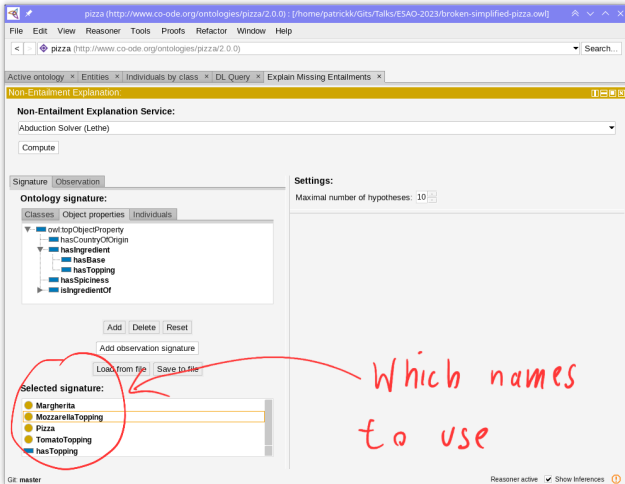 pizza (http://www.co-ode.org/ontologies/pizza/2.0.0) : [/home/patrickk/Gits/Talks/ESAO-2023/broken-simplified-pizza.owl]
File Edit View Reasoner Tools Proofs Refactor Window Help
< > pizza (http://www.co-ode.org/ontologies/pizza/2.0.0) Search...
Active ontology × Entities × Individuals by class × DL Query × Explain Missing Entailments ×
Non-Entailment Explanation:
Non-Entailment Explanation Service:
Abduction Solver (Lethe)
Compute
Signature Observation
Ontology signature:
Classes Object properties Individuals
owl:topObjectProperty
hasCountryOfOrigin
hasIngredient
hasBase
hasTopping
hasSpiciness
isIngredientOf
Add Delete Reset
Add observation signature
Load from file Save to file
Selected signature:
Margherita
MozzarellaTopping
Pizza
TomatoTopping
hasTopping
Settings:
Maximal number of hypotheses: 10
Which names
to use
Git: master
Reasoner active Show Inferences